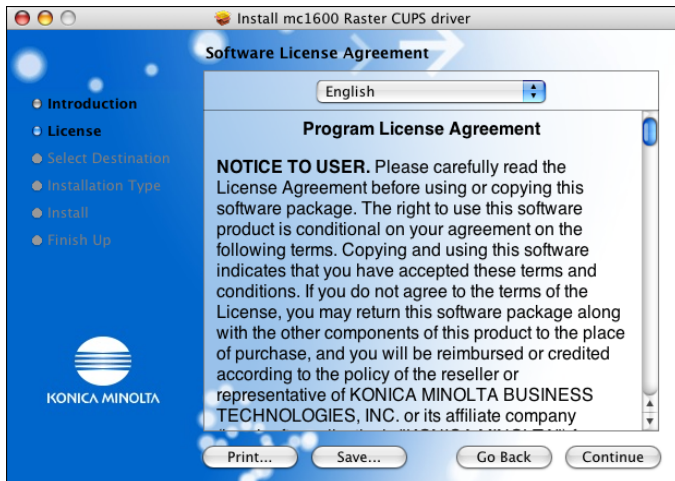 Install mc1600 Raster CUPS driver
Software License Agreement
Introduction
License
Select Destination
Installation Type
Install
Finish Up
KONICA MINOLTA
English
Program License Agreement
NOTICE TO USER. Please carefully read the
License Agreement before using or copying this
software package. The right to use this software
product is conditional on your agreement on the
following terms. Copying and using this software
indicates that you have accepted these terms and
conditions. If you do not agree to the terms of the
License, you may return this software package along
with the other components of this product to the place
of purchase, and you will be reimbursed or credited
according to the policy of the reseller or
representative of KONICA MINOLTA BUSINESS
TECHNOLOGIES, INC. or its affiliate company
Print...
Save...
Go Back
Continue